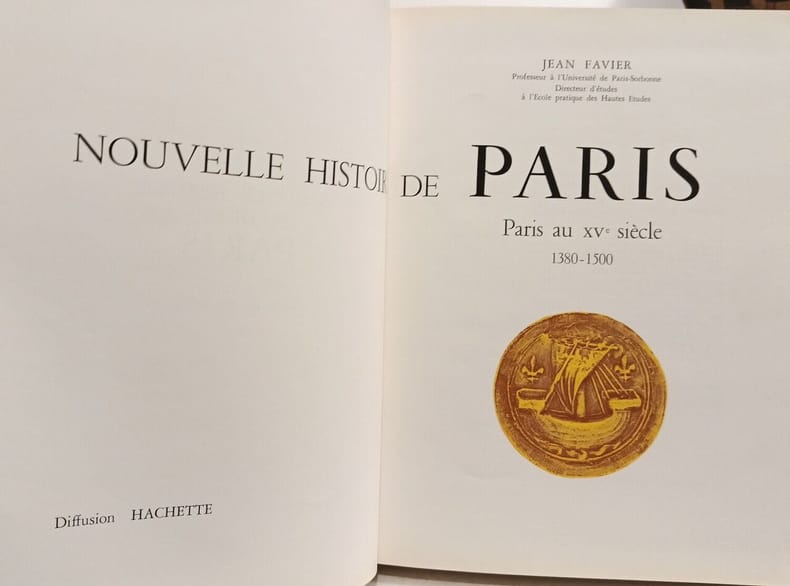 JEAN FAVIER
Professeur à l'Université de Paris-Sorbonne
Directeur d'études
à l'Ecole pratique des Hautes Etudes
NOUVELLE HISTOIR DE PARIS
Paris au XVe siècle
1380-1500
Diffusion HACHETTE